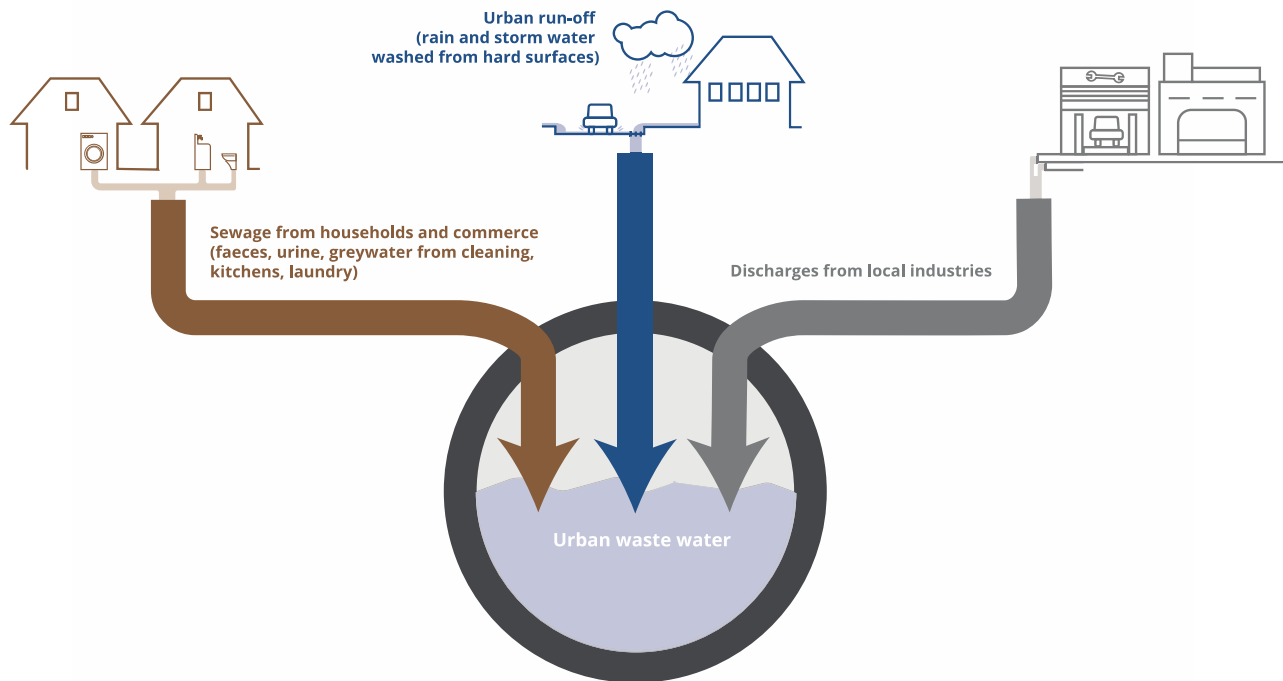 Urban run-off
(rain and storm water
washed from hard surfaces)
Sewage from households and commerce
(faeces, urine, greywater from cleaning,
kitchens, laundry)
Discharges from local industries
Urban waste water